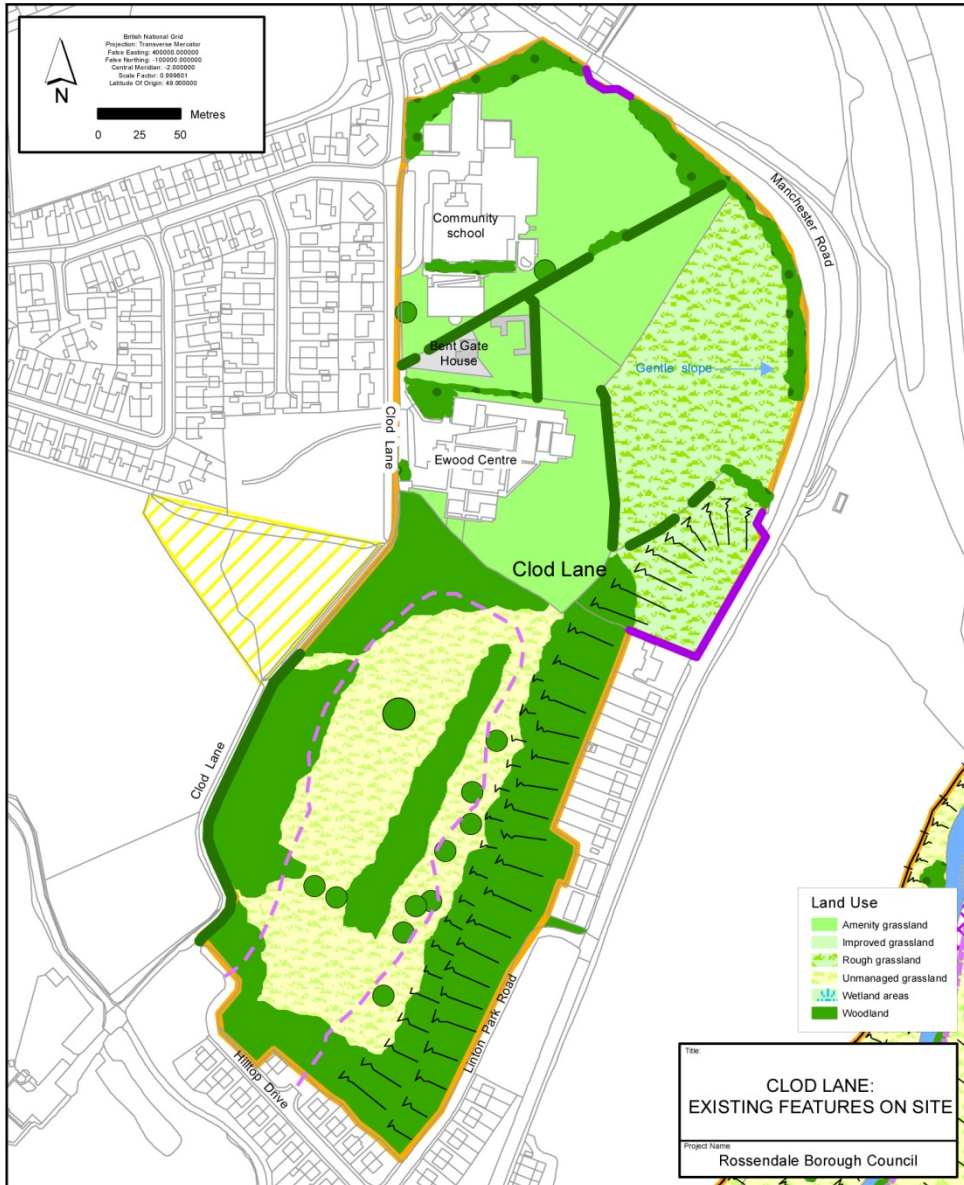 British National Grid
Projection: Transverse Mercator
False Easting: 400000.000000
False Northing: -100000.000000
Central Meridian: -2.000000
Scale Factor: 0.999601
Latitude Of Origin: 49.000000
N
Metres
0 25 50
Community
school
Manchester Road
Bent Gate
House
Gentle slope
Clod Lane
Ewood Centre
Clod Lane
Clod Lane
Linton Park Road
Hilltop Drive
Land Use
Amenity grassland
Improved grassland
Rough grassland
Unmanaged grassland
Wetland areas
Woodland
Title:
CLOD LANE:
EXISTING FEATURES ON SITE
Project Name
Rossendale Borough Council